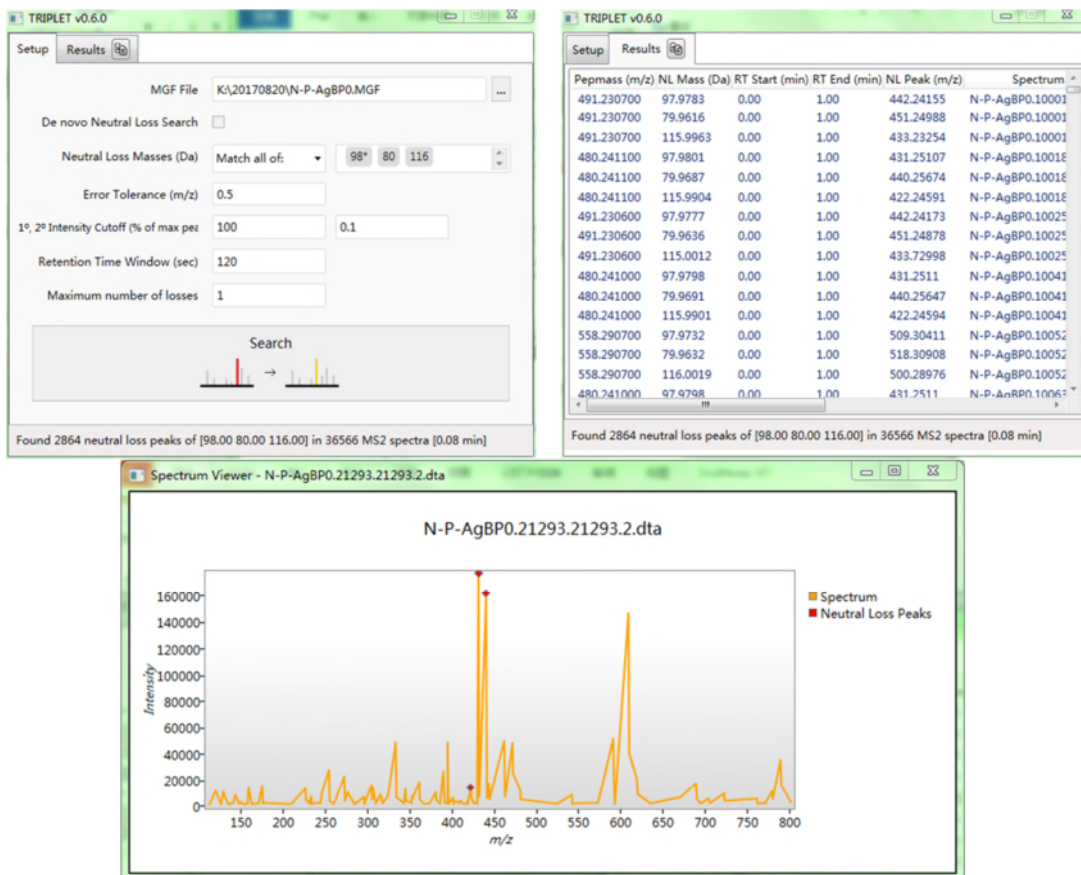 TRIPLET v0.6.0
Setup Results
MGF File K:\20170820\N-P-AgBP0.MGF ...
De novo Neutral Loss Search
Neutral Loss Masses (Da) Match all of: 98* 80 116
Error Tolerance (m/z) 0.5
1º, 2º Intensity Cutoff (% of max pea 100 0.1
Retention Time Window (sec) 120
Maximum number of losses 1
Search
Found 2864 neutral loss peaks of [98.00 80.00 116.00] in 36566 MS2 spectra [0.08 min]
TRIPLET v0.6.0
Setup Results
Pepmass (m/z) NL Mass (Da) RT Start (min) RT End (min) NL Peak (m/z) Spectrum
491.230700 97.9783 0.00 1.00 442.24155 N-P-AgBP0.10001
491.230700 79.9616 0.00 1.00 451.24988 N-P-AgBP0.10001
491.230700 115.9963 0.00 1.00 433.23254 N-P-AgBP0.10001
480.241100 97.9801 0.00 1.00 431.25107 N-P-AgBP0.10018
480.241100 79.9687 0.00 1.00 440.25674 N-P-AgBP0.10018
480.241100 115.9904 0.00 1.00 422.24591 N-P-AgBP0.10018
491.230600 97.9777 0.00 1.00 442.24173 N-P-AgBP0.10025
491.230600 79.9636 0.00 1.00 451.24878 N-P-AgBP0.10025
491.230600 115.0012 0.00 1.00 433.72998 N-P-AgBP0.10025
480.241000 97.9798 0.00 1.00 431.2511 N-P-AgBP0.10041
480.241000 79.9691 0.00 1.00 440.25647 N-P-AgBP0.10041
480.241000 115.9901 0.00 1.00 422.24594 N-P-AgBP0.10041
558.290700 97.9732 0.00 1.00 509.30411 N-P-AgBP0.10052
558.290700 79.9632 0.00 1.00 518.30908 N-P-AgBP0.10052
558.290700 116.0019 0.00 1.00 500.28976 N-P-AgBP0.10052
480.241000 97.9798 0.00 1.00 431.2511 N-P-AgBP0.10063
Found 2864 neutral loss peaks of [98.00 80.00 116.00] in 36566 MS2 spectra [0.08 min]
Spectrum Viewer - N-P-AgBP0.21293.21293.2.dta
N-P-AgBP0.21293.21293.2.dta
160000
140000
120000
100000
80000
60000
40000
20000
0
Intensity
150 200 250 300 350 400 450 500 550 600 650 700 750 800
m/z
Spectrum
Neutral Loss Peaks